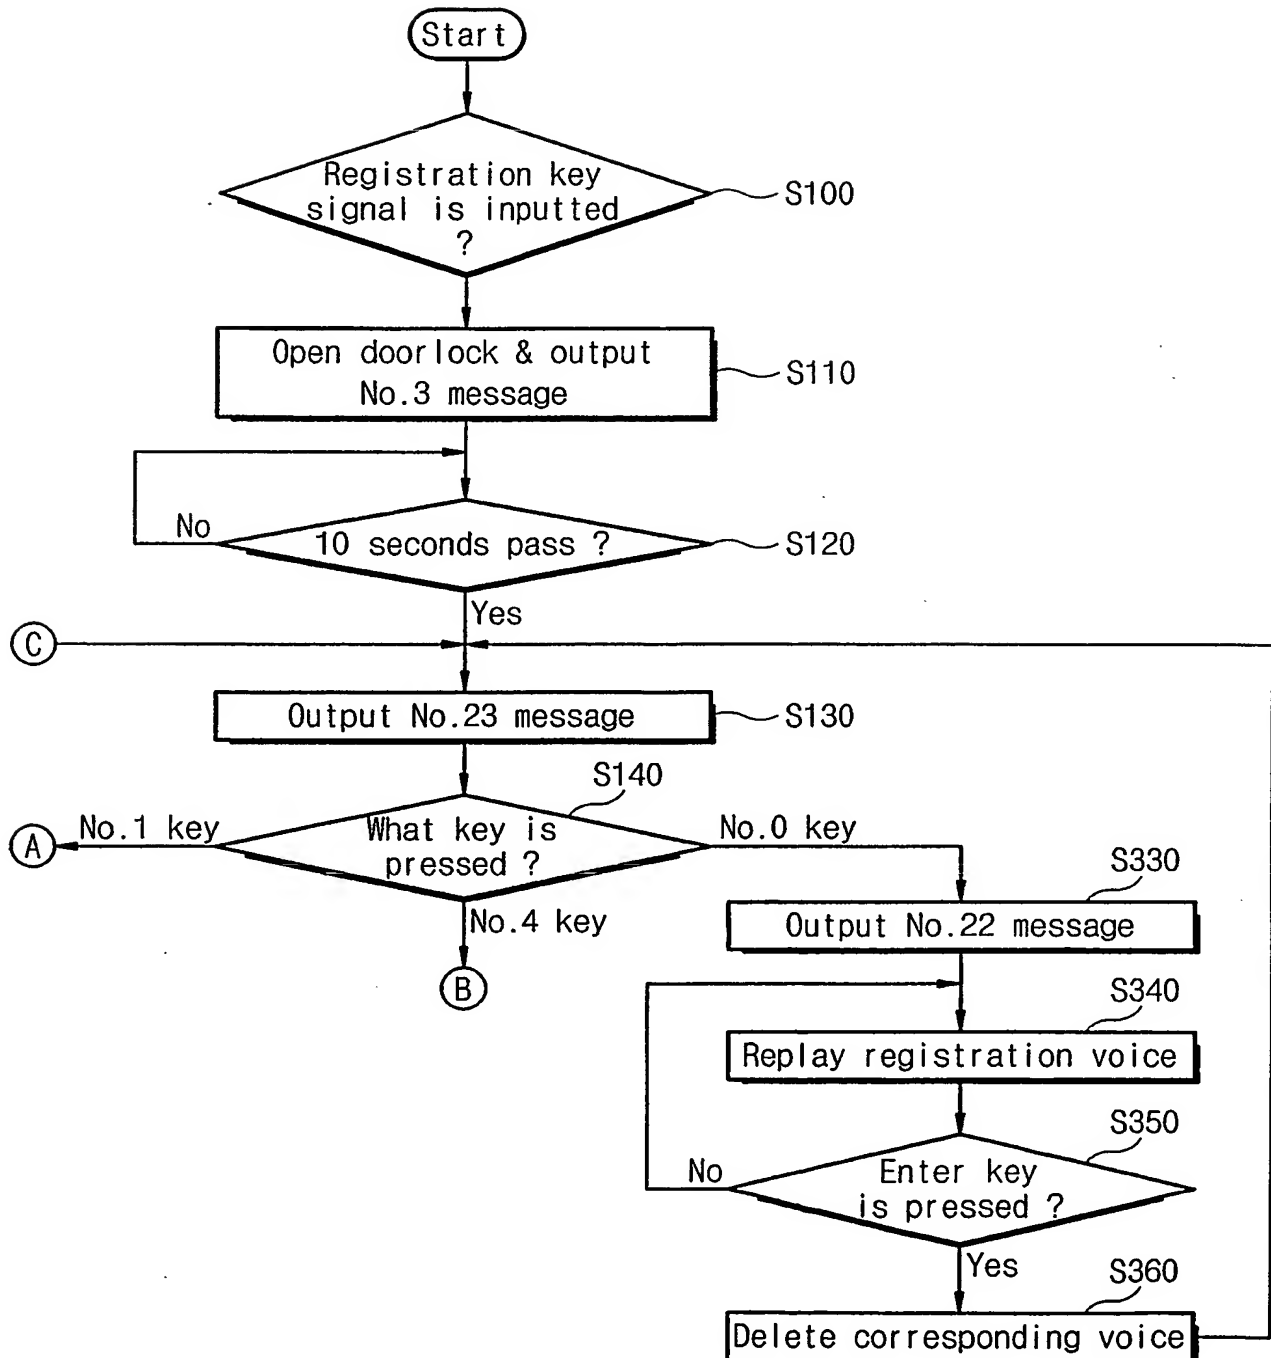 Start
Registration key
signal is inputted
?
S100
Open doorlock & output
No.3 message
S110
No
10 seconds pass ?
S120
Yes
C
Output No.23 message
S130
S140
A
No.1 key
What key is
pressed ?
No.0 key
No.4 key
B
S330
Output No.22 message
S340
Replay registration voice
S350
No
Enter key
is pressed ?
Yes
S360
Delete corresponding voice